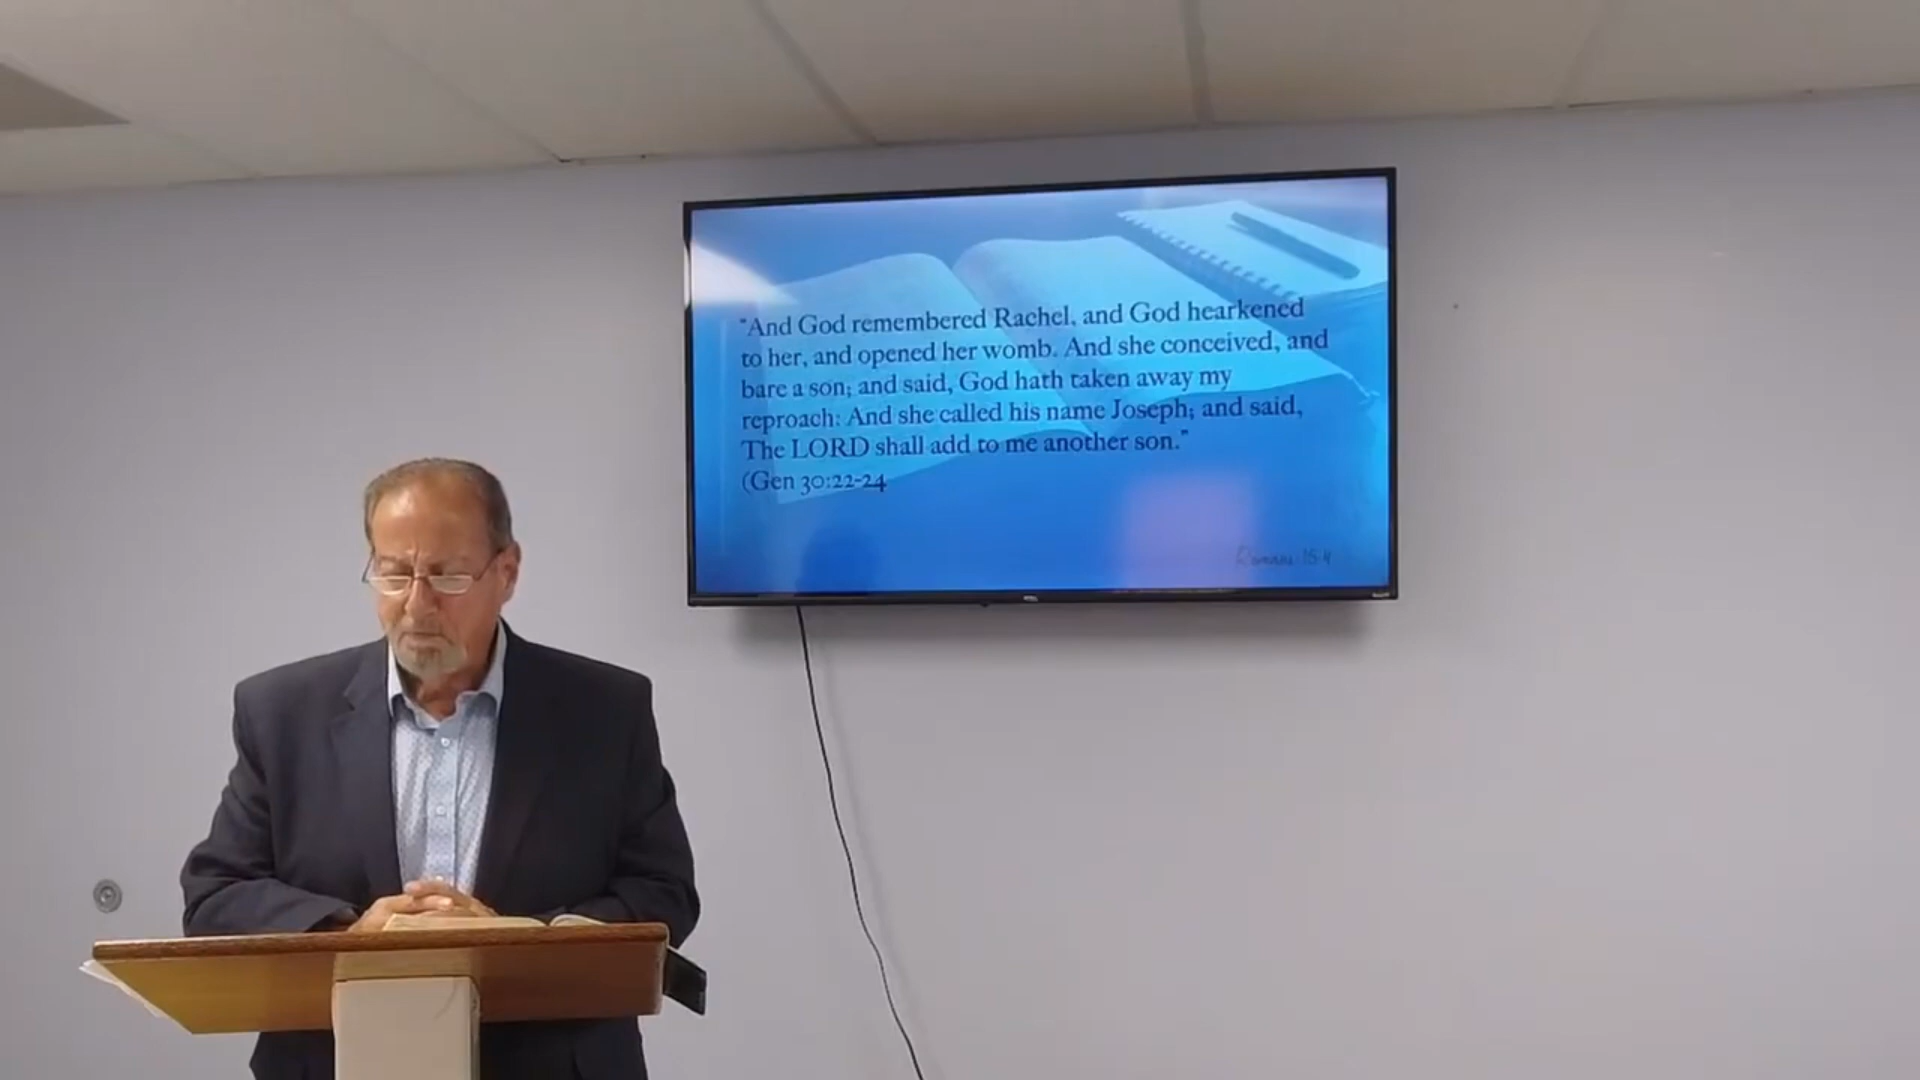 "And God remembered Rachel, and God hearkened
to her, and opened her womb. And she conceived, and
bare a son; and said, God hath taken away my
reproach: And she called his name Joseph; and said,
The LORD shall add to me another son."
(Gen 30:22-24
Romans 15:4